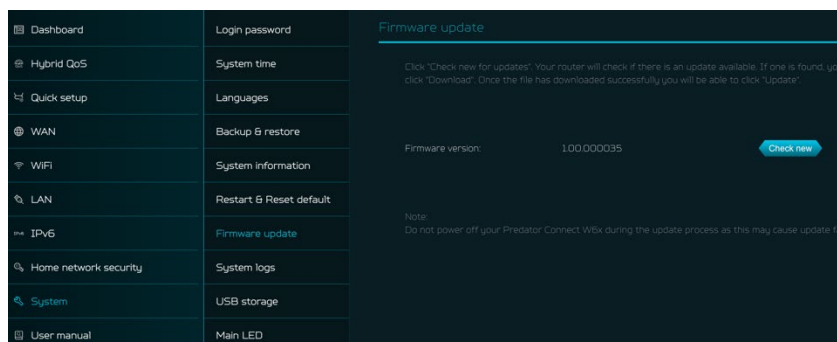 Dashboard
Hybrid QoS
Quick setup
WAN
WiFi
LAN
IPv6
IPv6
Home network security
System
User manual
Login password
System time
Languages
Backup & restore
System information
Restart & Reset default
Firmware update
System logs
USB storage
Main LED
Firmware update
Click "Check new for updates". Your router will check if there is an update available. If one is found,
click "Download". Once the file has downloaded successfully you will be able to click "Update".
Firmware version: 1.00.000035 Check new
Note:
Do not power off your Predator Connect W6x during the update process as this may cause update